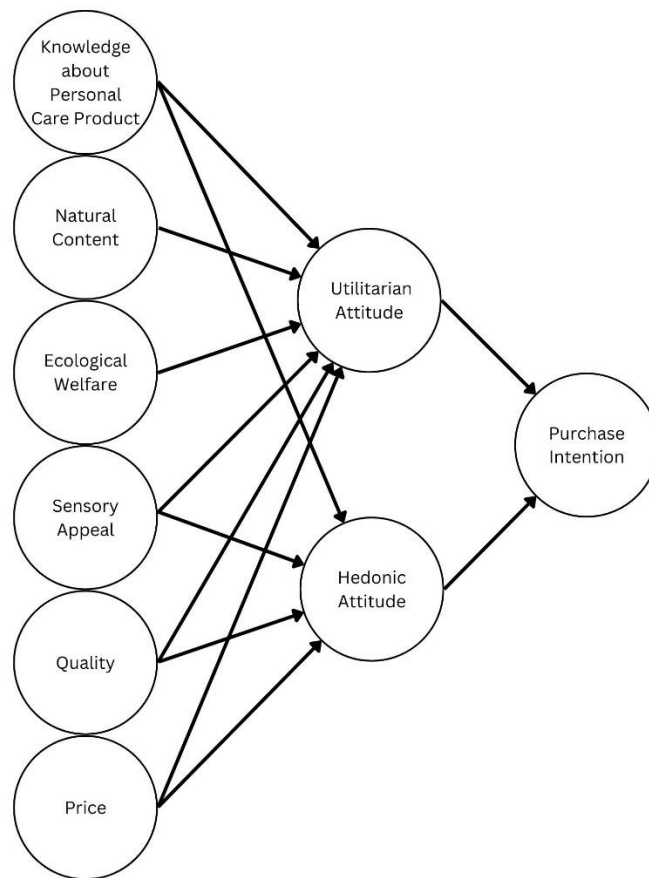 Knowledge
about
Personal
Care Product
Natural
Content
Ecological
Welfare
Sensory
Appeal
Quality
Price
Utilitarian
Attitude
Hedonic
Attitude
Purchase
Intention